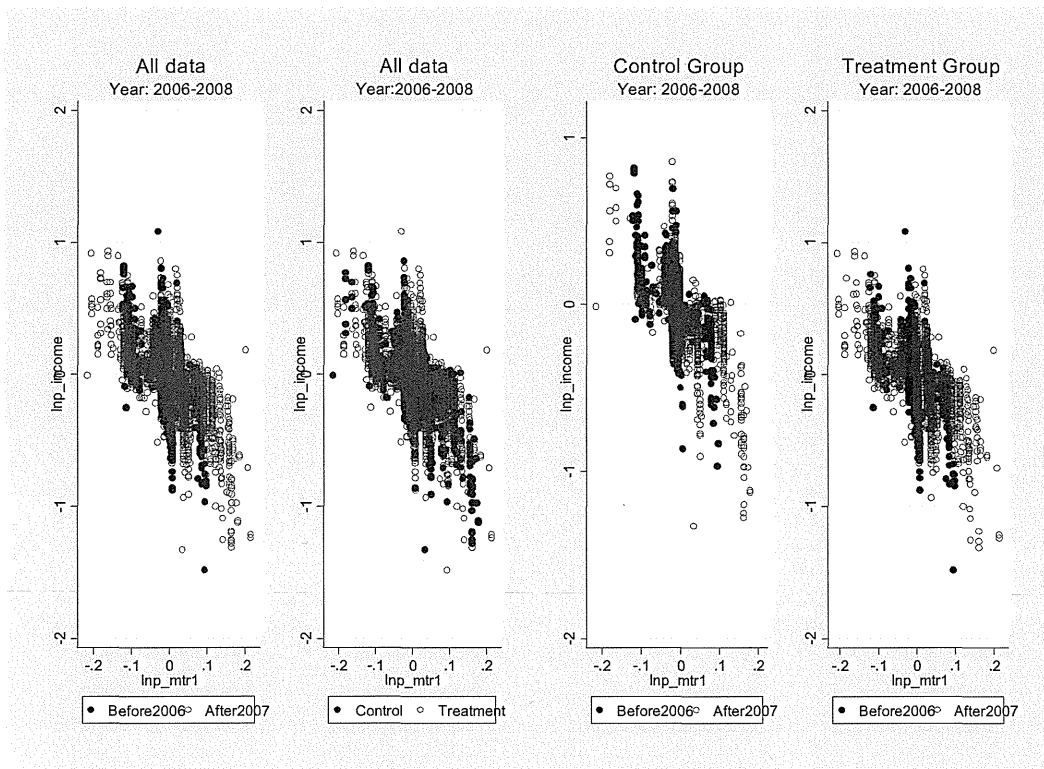 All data
Year: 2006-2008
2
1
0
-1
-2
lnp_income
-.2 -.1 0 .1 .2
lnp_mtr1
Before2006 After2007
All data
Year:2006-2008
2
1
0
-1
-2
lnp_income
-.2 -.1 0 .1 .2
lnp_mtr1
Control Treatment
Control Group
Year: 2006-2008
1
0
-1
-2
lnp_income
-.2 -.1 0 .1 .2
lnp_mtr1
Before2006 After2007
Treatment Group
Year: 2006-2008
2
1
0
-1
-2
lnp_income
-.2 -.1 0 .1 .2
lnp_mtr1
Before2006 After2007